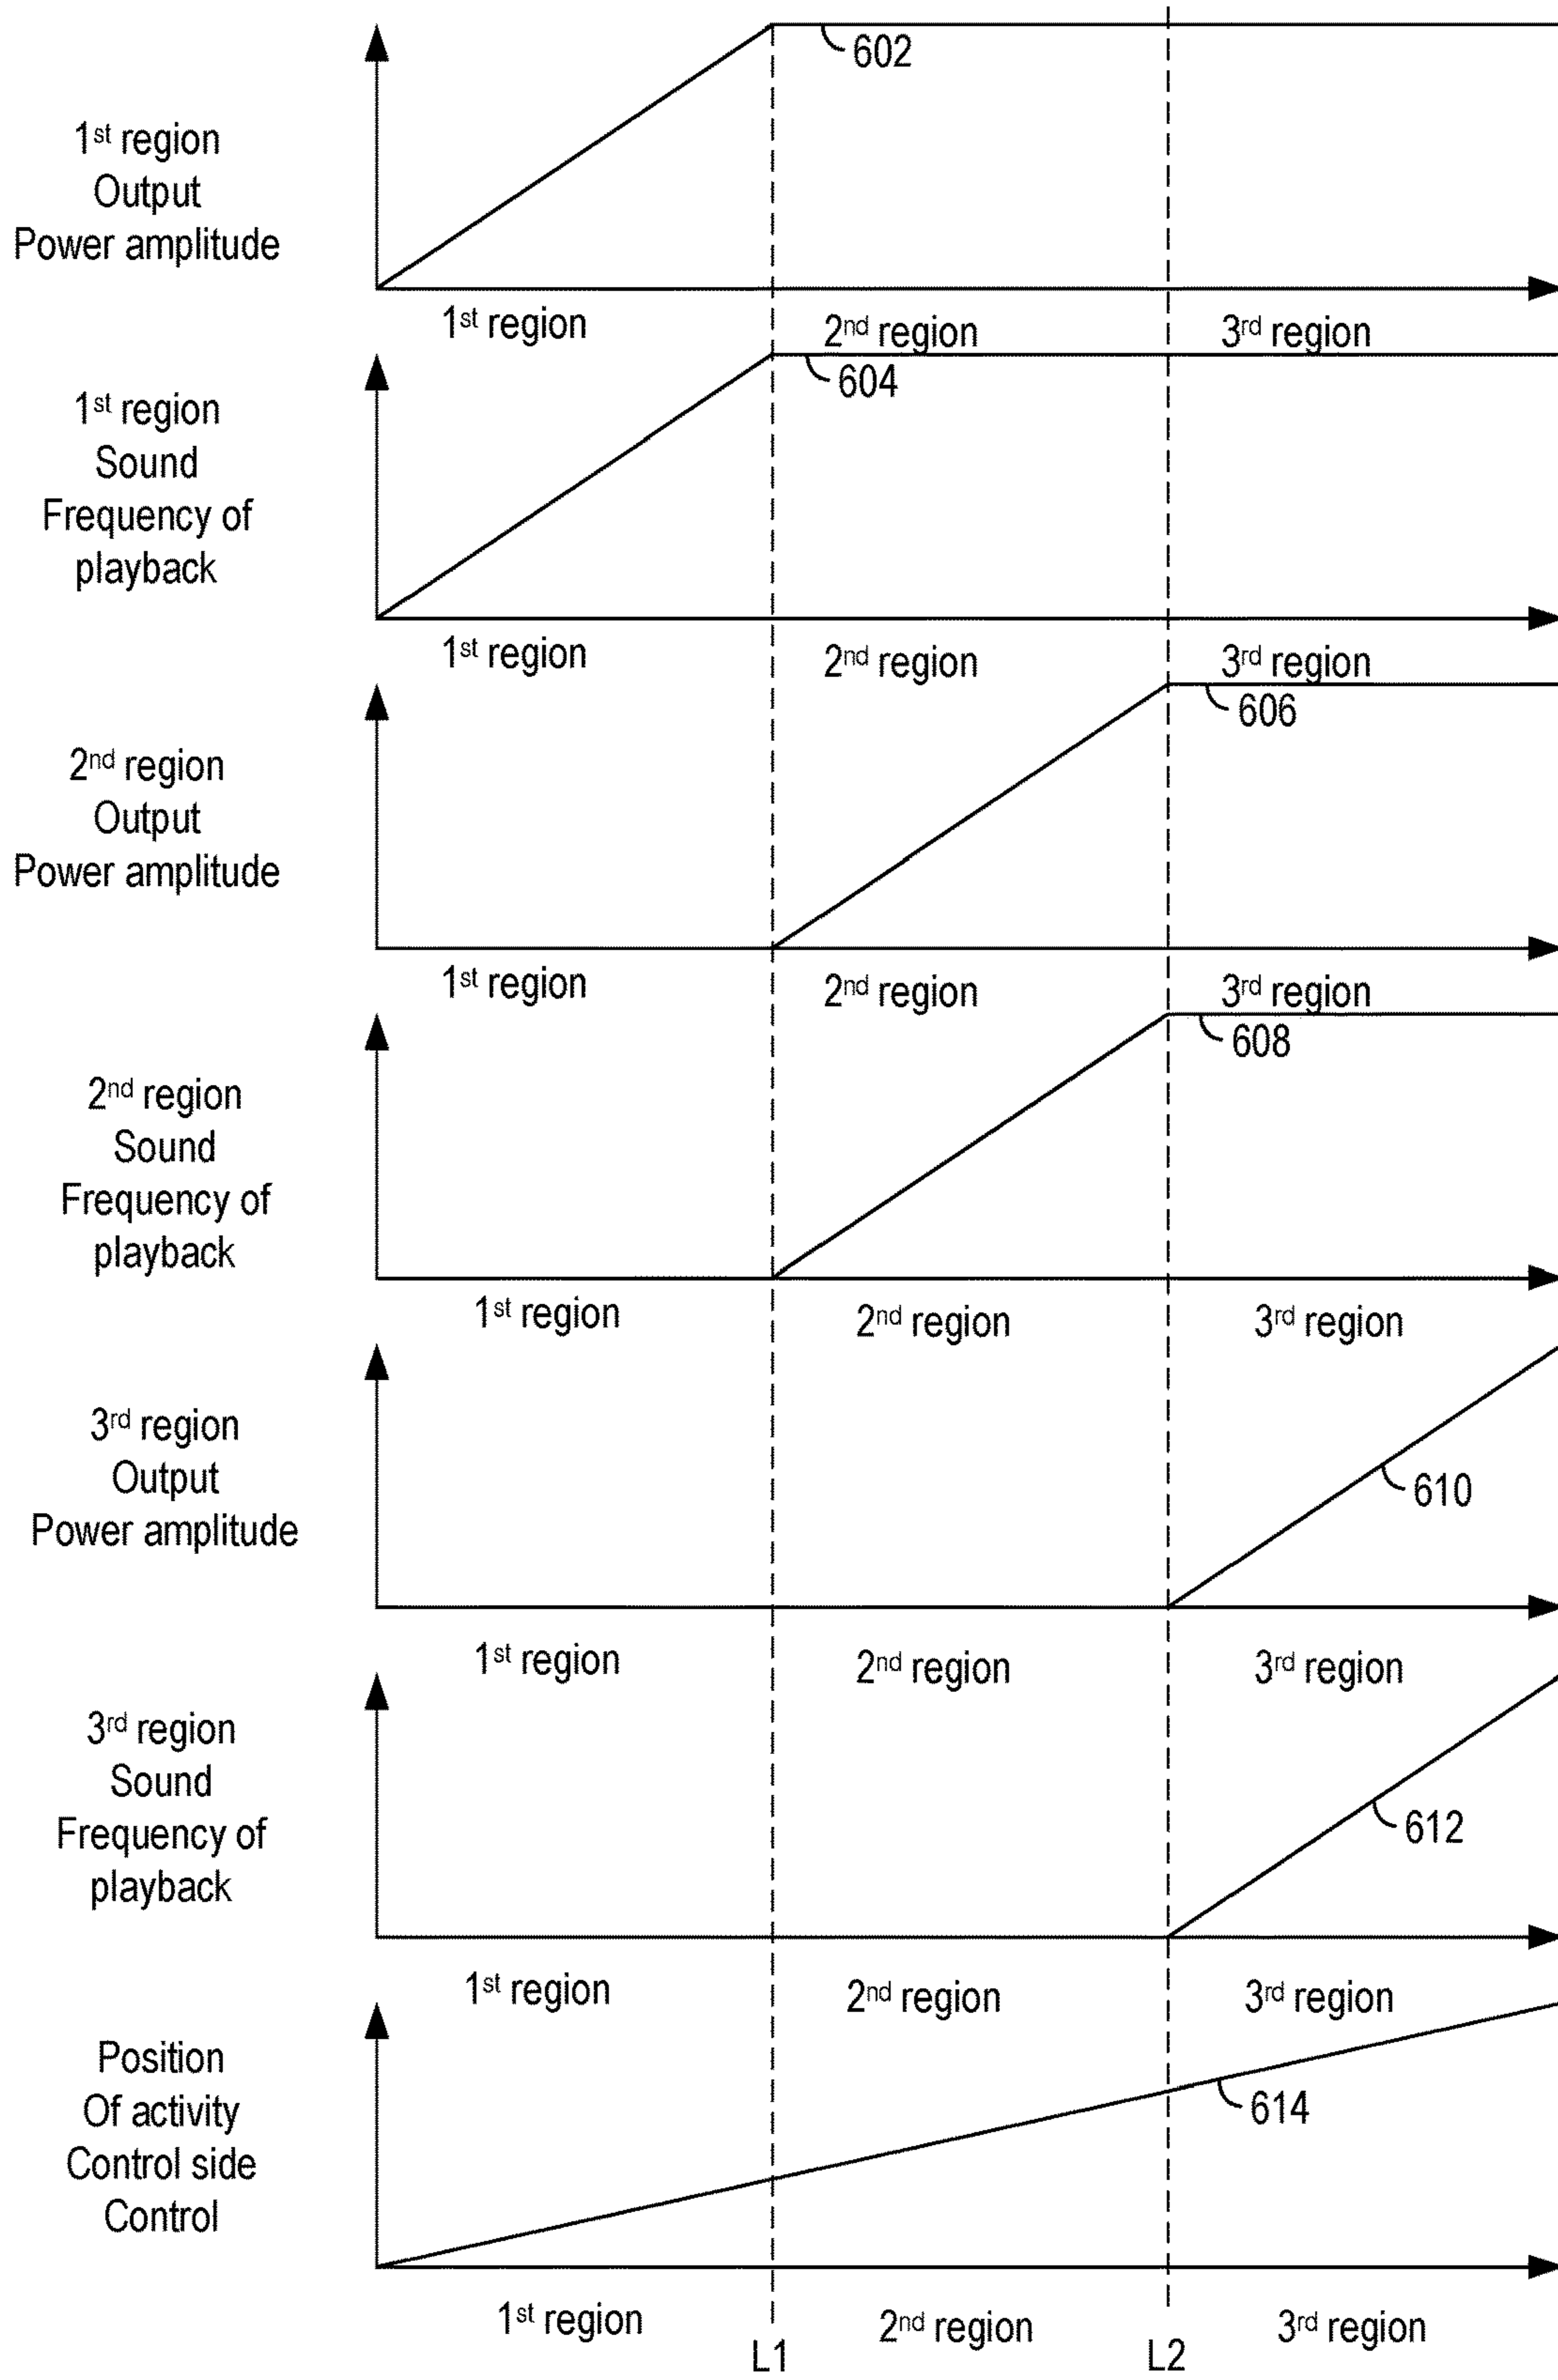 602
1st region
Output
Power amplitude
1st region 2nd region 3rd region
604
1st region
Sound
Frequency of
playback
1st region 2nd region 3rd region
606
2nd region
Output
Power amplitude
1st region 2nd region 3rd region
608
2nd region
Sound
Frequency of
playback
1st region 2nd region 3rd region
3rd region
Output
Power amplitude
610
1st region 2nd region 3rd region
3rd region
Sound
Frequency of
playback
612
1st region 2nd region 3rd region
Position
Of activity
Control side
Control
614
1st region 2nd region 3rd region
L1 L2